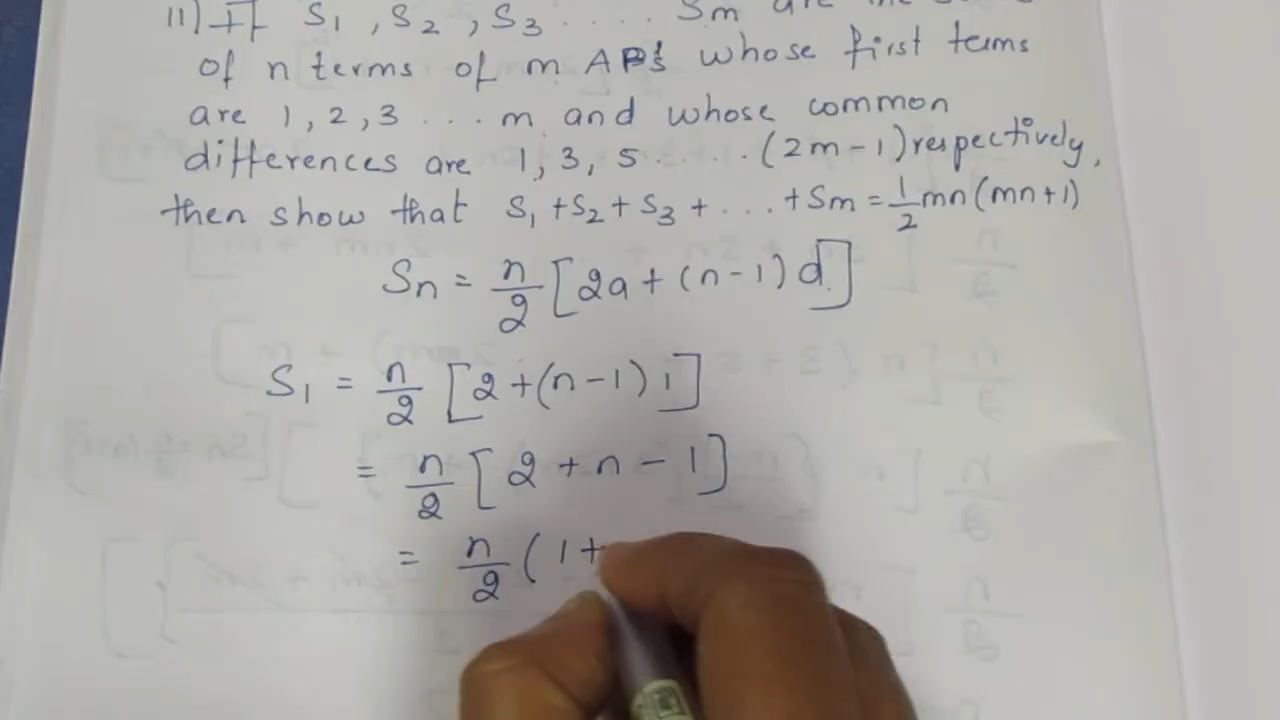 11) If S1, S2, S3 ..... Sm are the
of n terms of m AP's whose first terms
are 1, 2, 3 ... m and whose common
differences are 1, 3, 5 ..... (2m-1) respectively,
then show that S1 + S2 + S3 + ... + Sm = 1/2 mn(mn+1)
Sn = n/2 [2a + (n-1) d]
S1 = n/2 [2 + (n-1) 1]
= n/2 [2 + n - 1]
= n/2 (1+